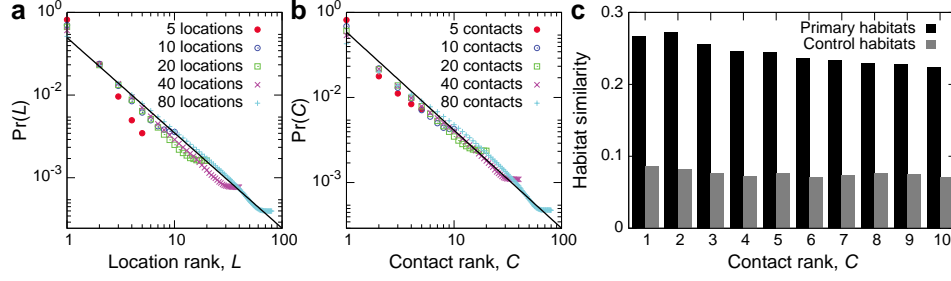 a
Pr(L)
10^0
10^-2
10^-3
5 locations
10 locations
20 locations
40 locations
80 locations
1
10
100
Location rank, L
b
Pr(C)
10^0
10^-2
10^-3
5 contacts
10 contacts
20 contacts
40 contacts
80 contacts
1
10
100
Contact rank, C
c
Habitat similarity
0.3
0.2
0.1
0
Primary habitats
Control habitats
1 2 3 4 5 6 7 8 9 10
Contact rank, C